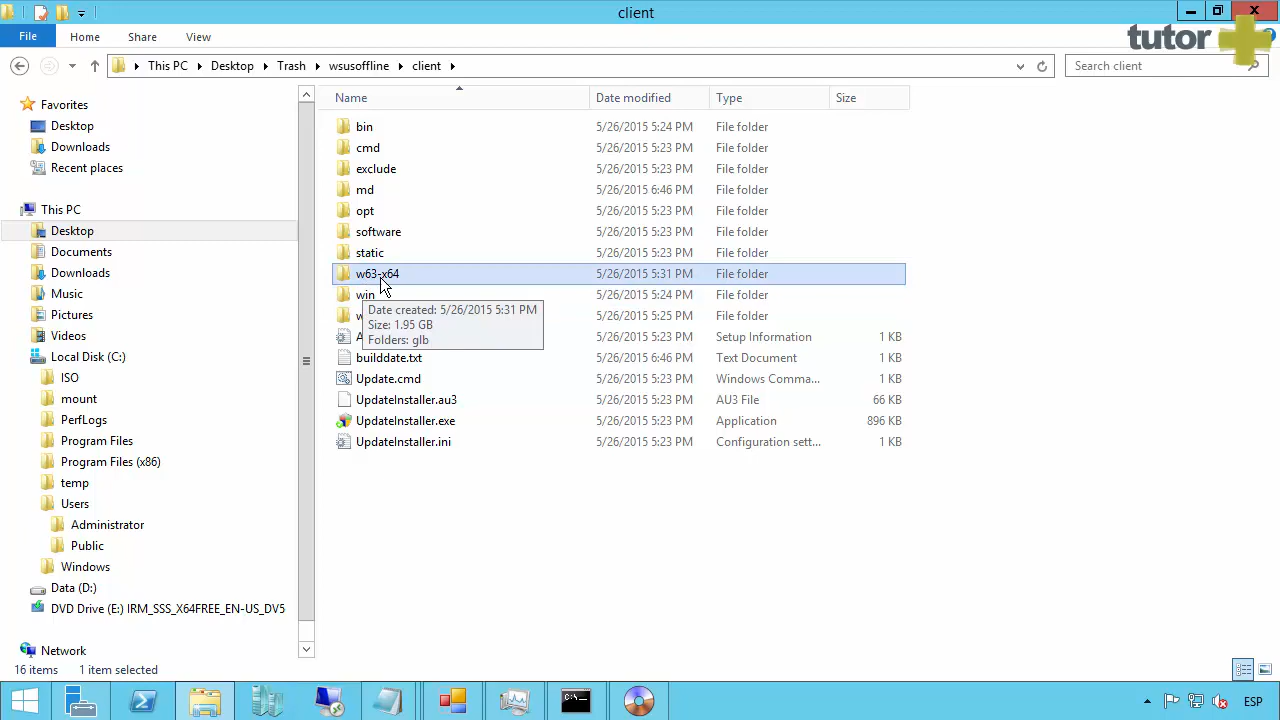 client
File Home Share View
tutor
This PC Desktop Trash wsusoffline client
Search client
Name Date modified Type Size
Favorites
Desktop
Downloads
Recent places
This PC
Desktop
Documents
Downloads
Music
Pictures
Videos
Local Disk (C:)
ISO
mount
PerfLogs
Program Files
Program Files (x86)
temp
Users
Administrator
Public
Windows
Data (D:)
DVD Drive (E:) IRM_SSS_X64FREE_EN-US_DV5
Network
bin 5/26/2015 5:24 PM File folder
cmd 5/26/2015 5:23 PM File folder
exclude 5/26/2015 5:23 PM File folder
md 5/26/2015 6:46 PM File folder
opt 5/26/2015 5:23 PM File folder
software 5/26/2015 5:23 PM File folder
static 5/26/2015 5:23 PM File folder
w63-x64 5/26/2015 5:31 PM File folder
win 5/26/2015 5:24 PM File folder
5/26/2015 5:25 PM File folder
5/26/2015 5:23 PM Setup Information 1 KB
builddate.txt 5/26/2015 6:46 PM Text Document 1 KB
Update.cmd 5/26/2015 5:23 PM Windows Comma... 1 KB
UpdateInstaller.au3 5/26/2015 5:23 PM AU3 File 66 KB
UpdateInstaller.exe 5/26/2015 5:23 PM Application 896 KB
UpdateInstaller.ini 5/26/2015 5:23 PM Configuration sett... 1 KB
Date created: 5/26/2015 5:31 PM
Size: 1.95 GB
Folders: glb
16 items 1 item selected
ESP